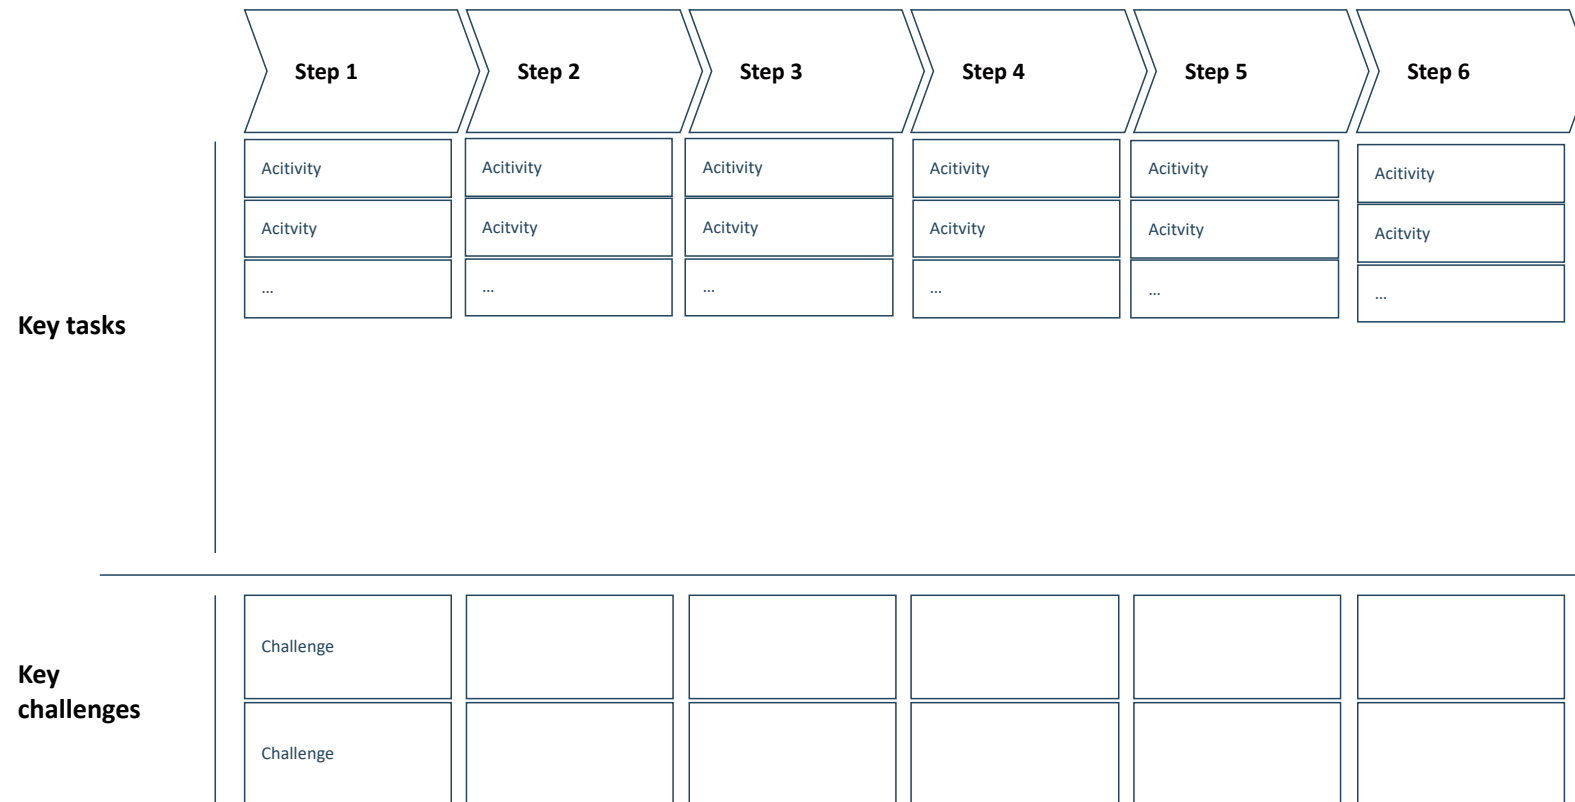 Step 1
Step 2
Step 3
Step 4
Step 5
Step 6
Key tasks
Acitivity
Acitivity
Acitivity
Acitivity
Acitivity
Acitivity
Acitvity
Acitvity
Acitvity
Acitvity
Acitvity
Acitvity
...
...
...
...
...
...
Key
challenges
Challenge
Challenge